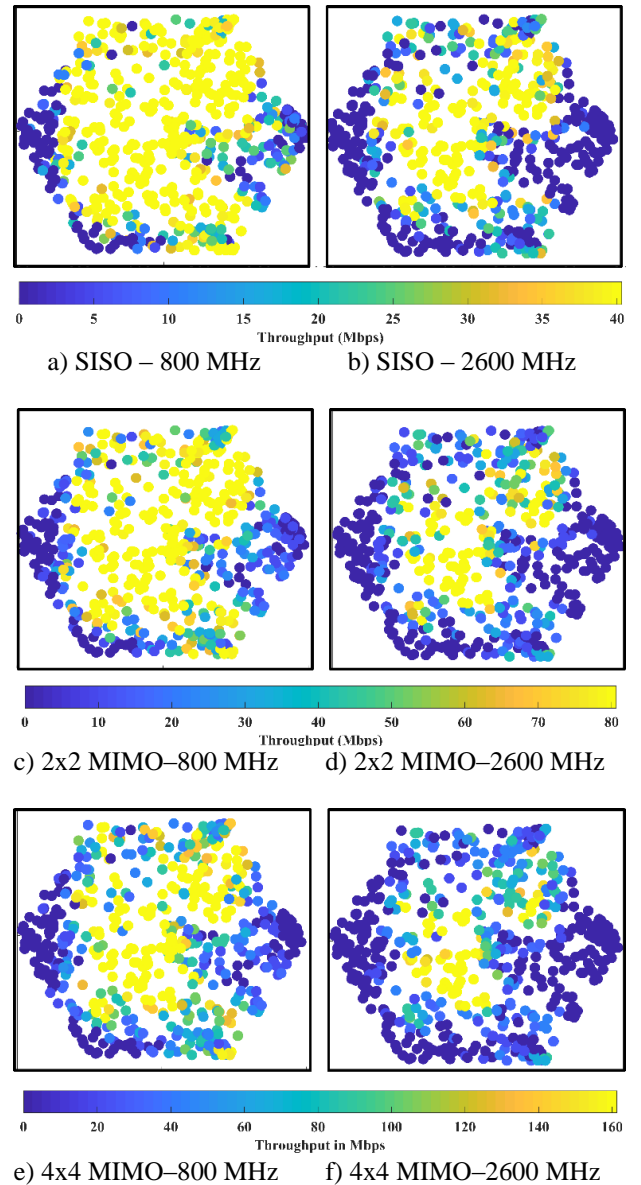 0 5 10 15 20 25 30 35 40
Throughput (Mbps)
a) SISO – 800 MHz b) SISO – 2600 MHz
0 10 20 30 40 50 60 70 80
Throughput (Mbps)
c) 2x2 MIMO–800 MHz d) 2x2 MIMO–2600 MHz
0 20 40 60 80 100 120 140 160
Throughput in Mbps
e) 4x4 MIMO–800 MHz f) 4x4 MIMO–2600 MHz